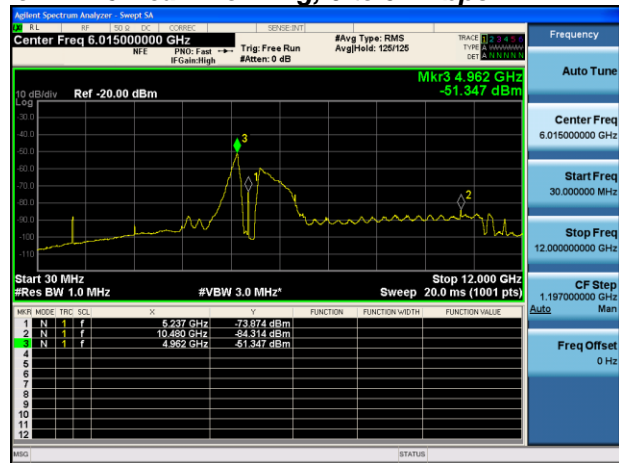 Agilent Spectrum Analyzer - Swept SA
RL RF 50 Ω DC CORREC SENSE:INT
Center Freq 6.015000000 GHz
NFE PNO: Fast Trig: Free Run
IFGain:High #Atten: 0 dB
#Avg Type: RMS
Avg|Hold: 125/125
TRACE 1 2 3 4 5 6
TYPE A WWWWW
DET A N N N N N
Frequency
Mkr3 4.962 GHz
-51.347 dBm
10 dB/div Ref -20.00 dBm
Log
-30.0
-40.0
-50.0
-60.0
-70.0
-80.0
-90.0
-100
-110
3
1
2
Start 30 MHz Stop 12.000 GHz
#Res BW 1.0 MHz #VBW 3.0 MHz* Sweep 20.0 ms (1001 pts)
MKR MODE TRC SCL X Y FUNCTION FUNCTION WIDTH FUNCTION VALUE
1 N 1 f 5.237 GHz -73.874 dBm
2 N 1 f 10.480 GHz -84.314 dBm
3 N 1 f 4.962 GHz -51.347 dBm
4
5
6
7
8
9
10
11
12
MSG STATUS
Auto Tune
Center Freq
6.015000000 GHz
Start Freq
30.000000 MHz
Stop Freq
12.000000000 GHz
CF Step
1.197000000 GHz
Auto Man
Freq Offset
0 Hz